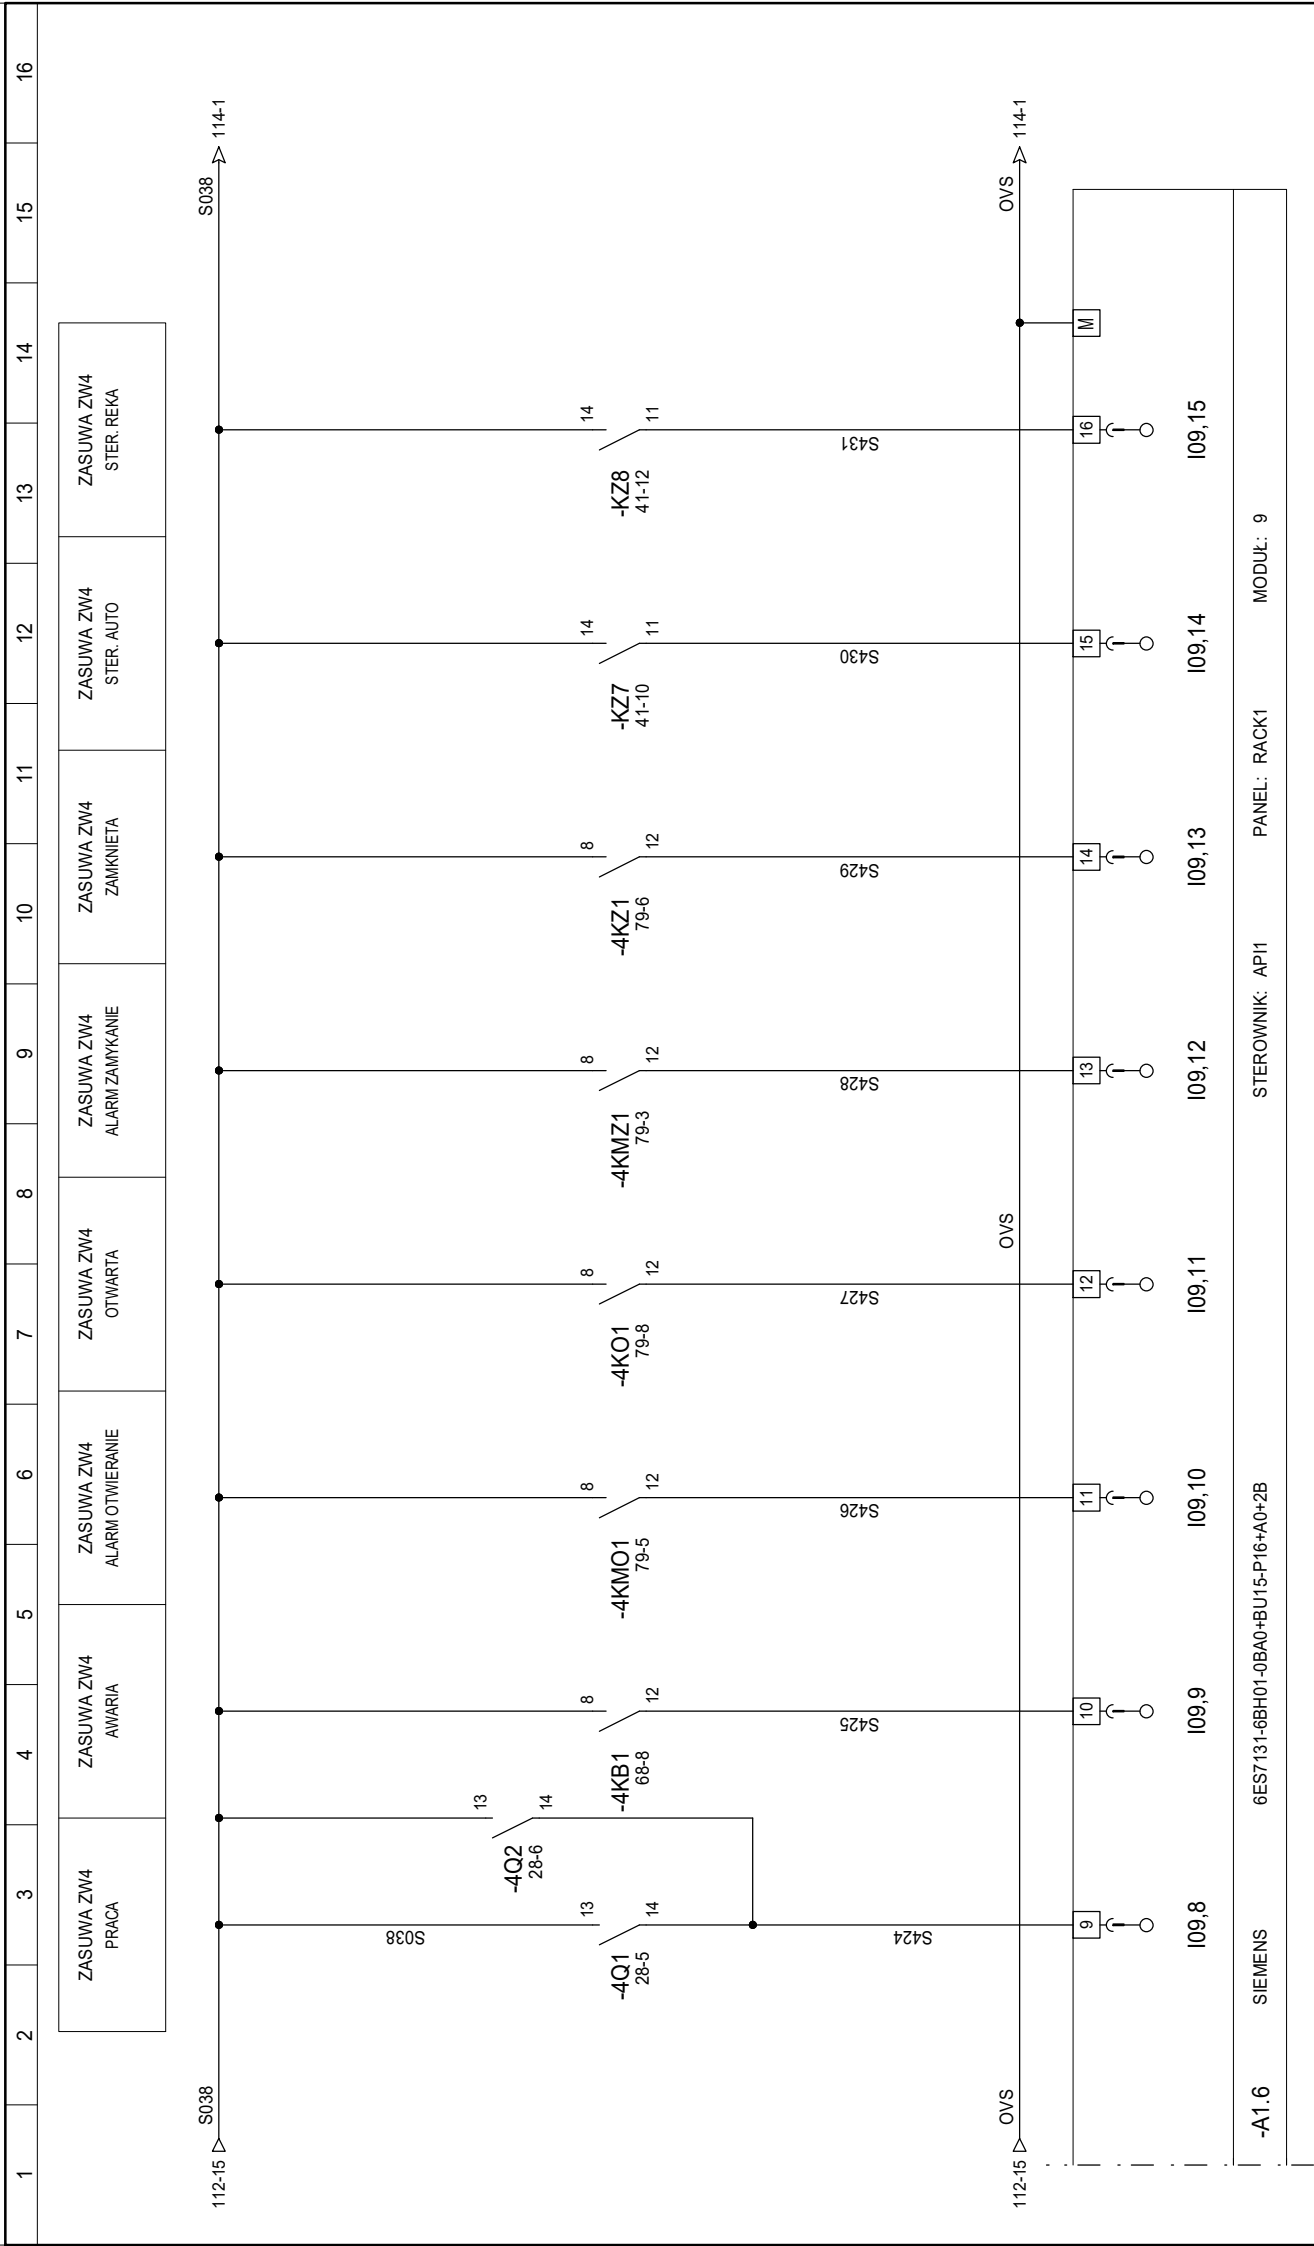 1 2 3 4 5 6 7 8 9 10 11 12 13 14 15 16
ZASUWA ZW4
PRACA
ZASUWA ZW4
AWARIA
ZASUWA ZW4
ALARM OTWIERANIE
ZASUWA ZW4
OTWARTA
ZASUWA ZW4
ALARM ZAMYKANIE
ZASUWA ZW4
ZAMKNIETA
ZASUWA ZW4
STER. AUTO
ZASUWA ZW4
STER. REKA
112-15
S038
S038
114-1
S038
13
14
-4Q1
28-5
13
14
-4Q2
28-6
S424
8
12
-4KB1
68-8
S425
8
12
-4KMO1
79-5
S426
8
12
-4KO1
79-8
S427
8
12
-4KMZ1
79-3
S428
8
12
-4KZ1
79-6
S429
14
11
-KZ7
41-10
S430
14
11
-KZ8
41-12
S431
112-15
OVS
OVS
OVS
114-1
9 10 11 12 13 14 15 16 M
I09,8 I09,9 I09,10 I09,11 I09,12 I09,13 I09,14 I09,15
-A1.6 SIEMENS 6ES7131-6BH01-0BA0+BU15-P16+A0+2B STEROWNIK: API1 PANEL: RACK1 MODUŁ: 9